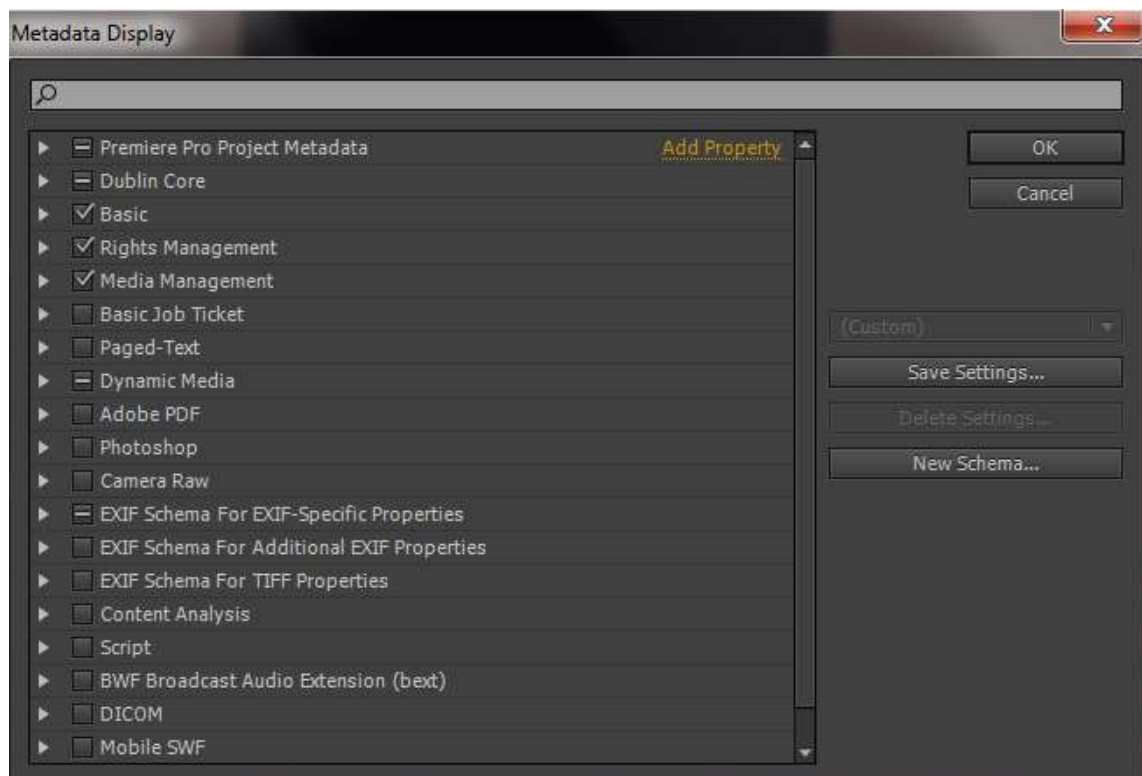 Metadata Display
Premiere Pro Project Metadata Add Property
Dublin Core
Basic
Rights Management
Media Management
Basic Job Ticket
Paged-Text
Dynamic Media
Adobe PDF
Photoshop
Camera Raw
EXIF Schema For EXIF-Specific Properties
EXIF Schema For Additional EXIF Properties
EXIF Schema For TIFF Properties
Content Analysis
Script
BWF Broadcast Audio Extension (bext)
DICOM
Mobile SWF
OK
Cancel
(Custom)
Save Settings...
Delete Settings...
New Schema...